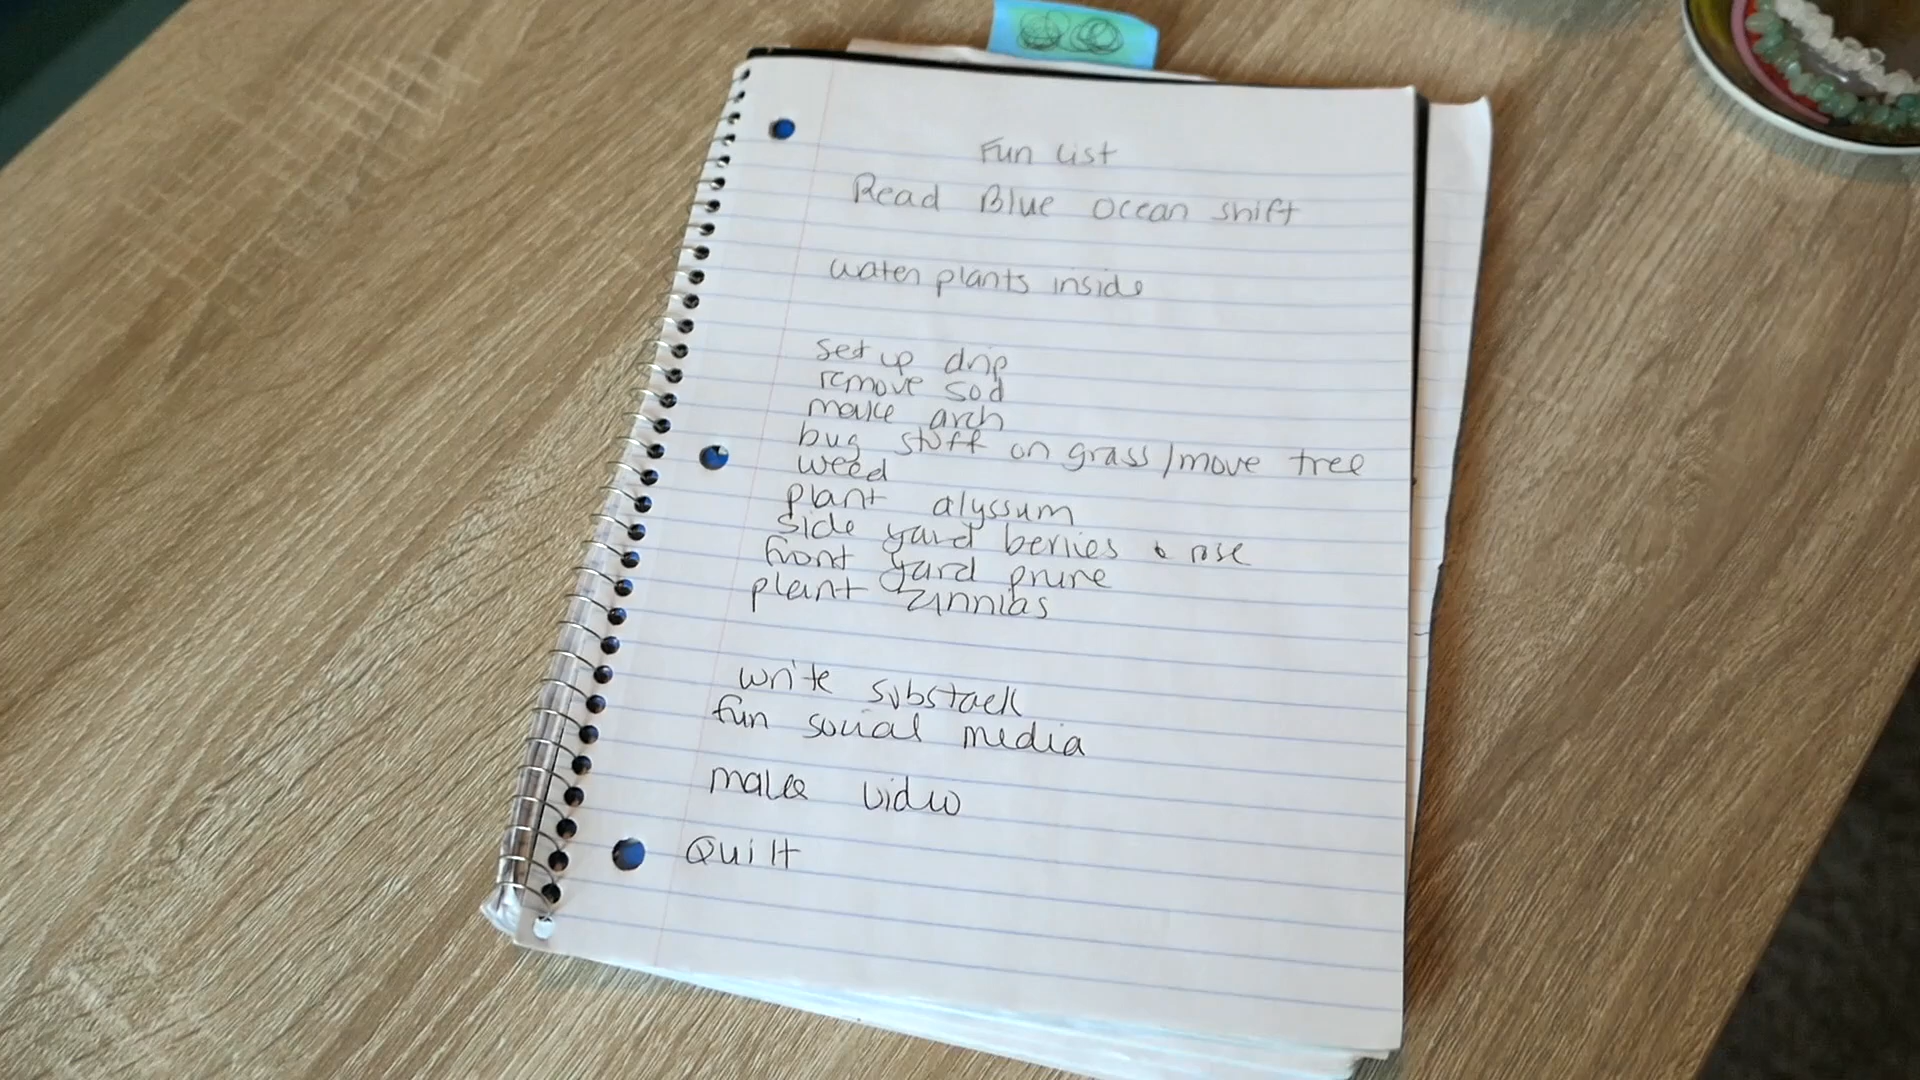 Fun List
Read Blue Ocean Shift
water plants inside
set up drip
remove sod
make arch
bug stuff on grass/move tree
weed
plant alyssum
side yard berries & rose
front yard prune
plant zinnias
write substack
fun social media
make video
Quilt